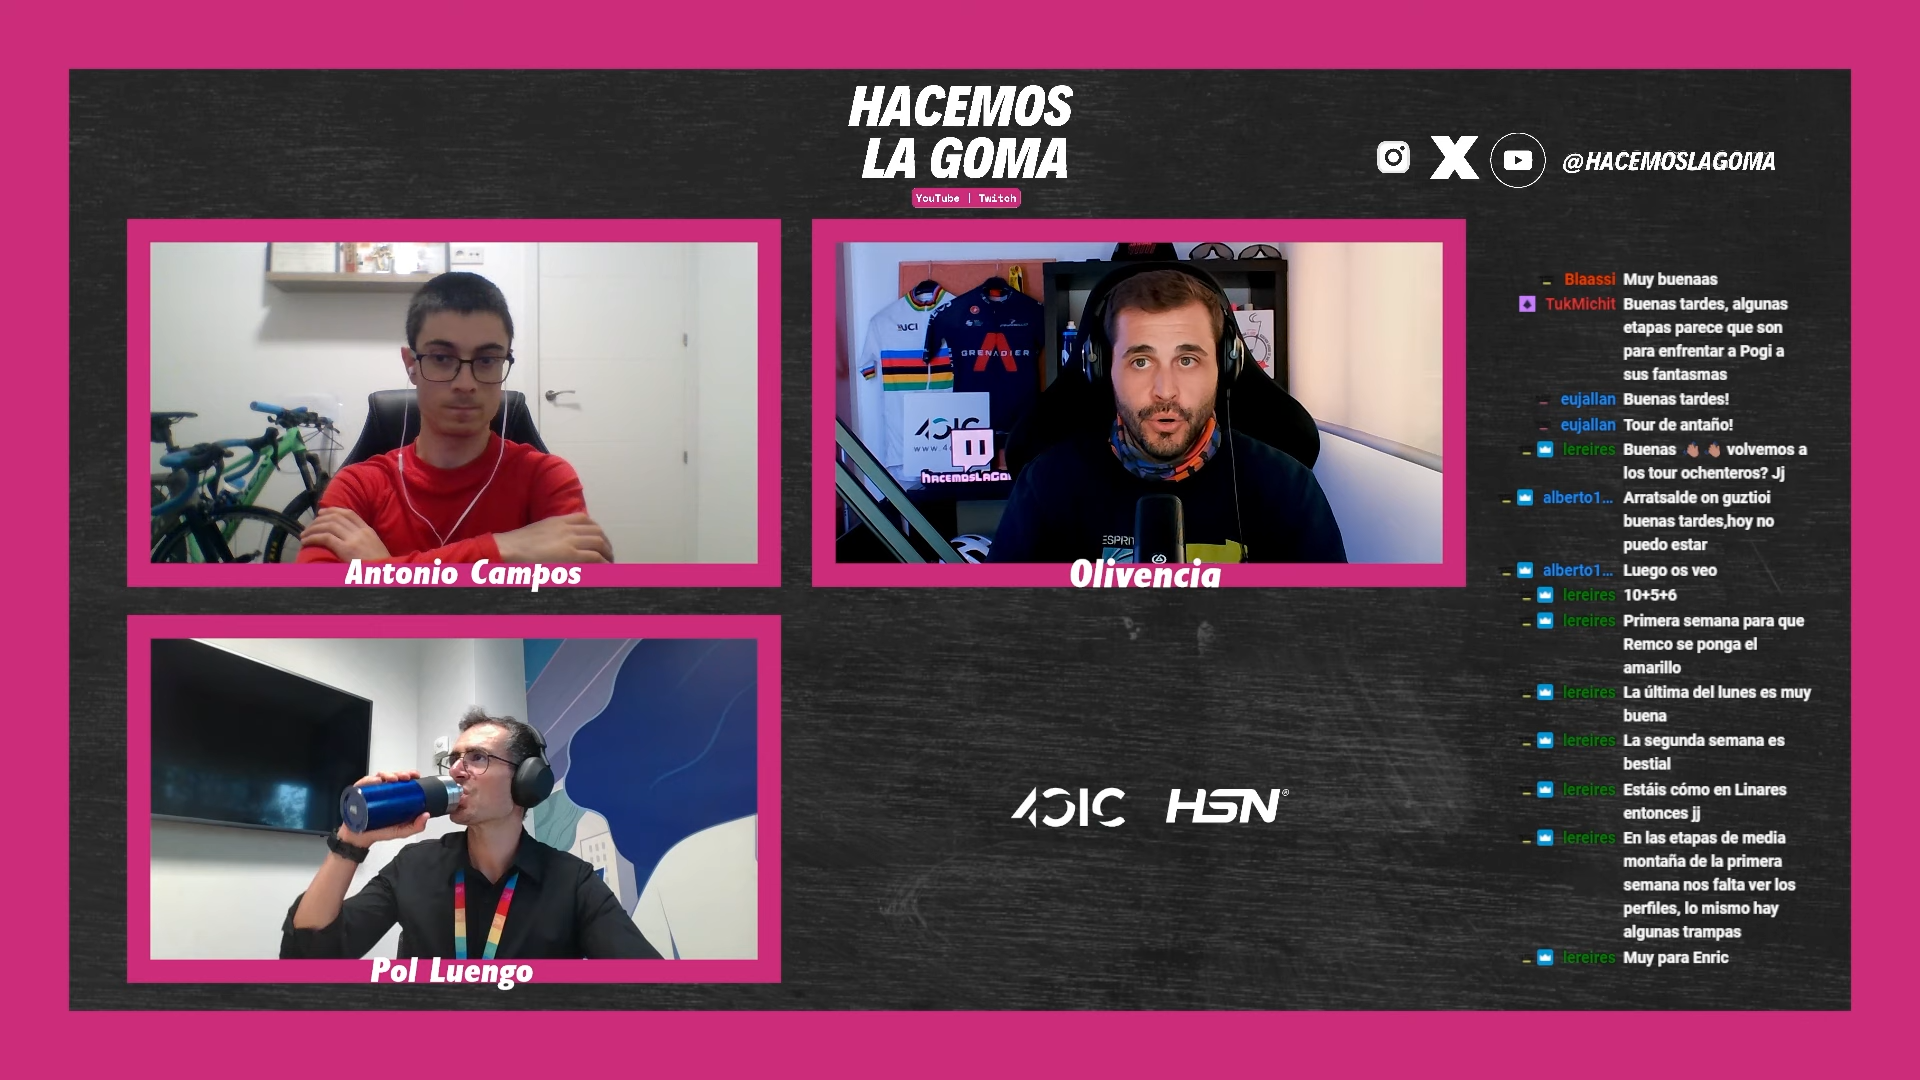 HACEMOS
LA GOMA
YouTube | Twitch
@HACEMOSLAGOMA
UCI
GRENADIER
4DIC
HACEMOSLAGO
ESPRIT
Antonio Campos
Olivencia
Pol Luengo
4DIC HSN®
Blaassi Muy buenaas
TukMichit Buenas tardes, algunas
etapas parece que son
para enfrentar a Pogi a
sus fantasmas
eujallan Buenas tardes!
eujallan Tour de antaño!
lereires Buenas 👋🏽 👋🏽 volvemos a
los tour ochenteros? Jj
alberto1... Arratsalde on guztioi
buenas tardes,hoy no
puedo estar
alberto1... Luego os veo
lereires 10+5+6
lereires Primera semana para que
Remco se ponga el
amarillo
lereires La última del lunes es muy
buena
lereires La segunda semana es
bestial
lereires Estáis cómo en Linares
entonces jj
lereires En las etapas de media
montaña de la primera
semana nos falta ver los
perfiles, lo mismo hay
algunas trampas
lereires Muy para Enric